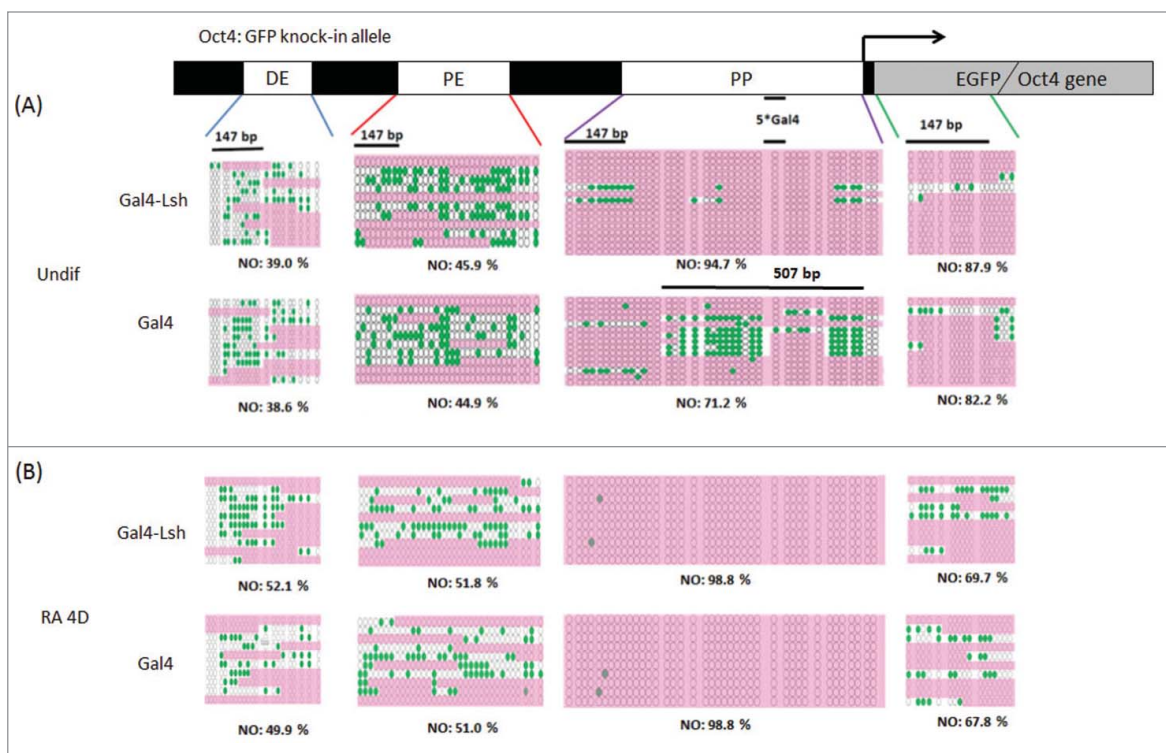 Oct4: GFP knock-in allele
DE
PE
PP
EGFP / Oct4 gene
(A)
5*Gal4
147 bp
147 bp
147 bp
147 bp
Gal4-Lsh
NO: 39.0 %
NO: 45.9 %
NO: 94.7 %
NO: 87.9 %
Undif
507 bp
Gal4
NO: 38.6 %
NO: 44.9 %
NO: 71.2 %
NO: 82.2 %
(B)
Gal4-Lsh
NO: 52.1 %
NO: 51.8 %
NO: 98.8 %
NO: 69.7 %
RA 4D
Gal4
NO: 49.9 %
NO: 51.0 %
NO: 98.8 %
NO: 67.8 %